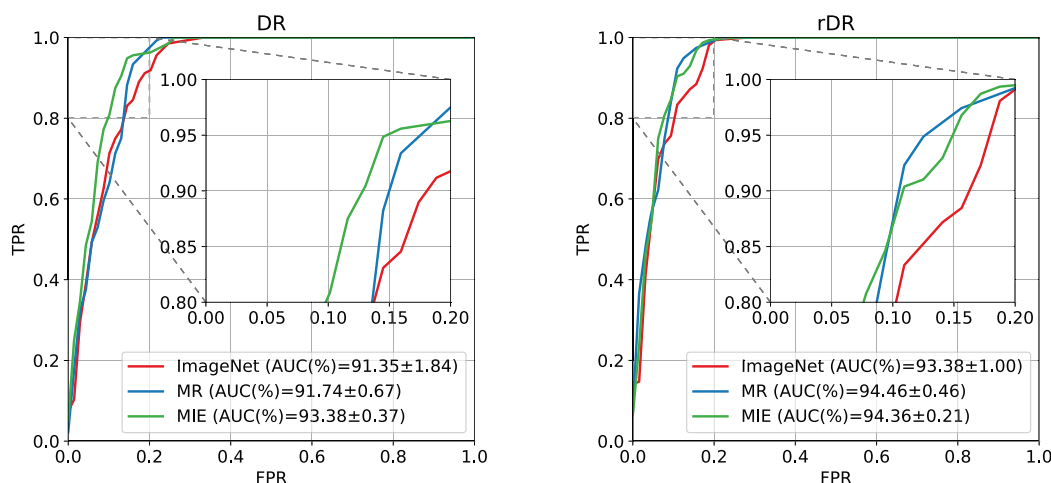 DR
TPR
1.0
0.8
0.6
0.4
0.2
0.0
1.00
0.95
0.90
0.85
0.80
0.00 0.05 0.10 0.15 0.20
ImageNet (AUC(%)=91.35±1.84)
MR (AUC(%)=91.74±0.67)
MIE (AUC(%)=93.38±0.37)
0.0 0.2 0.4 0.6 0.8 1.0
FPR
rDR
TPR
1.0
0.8
0.6
0.4
0.2
0.0
1.00
0.95
0.90
0.85
0.80
0.00 0.05 0.10 0.15 0.20
ImageNet (AUC(%)=93.38±1.00)
MR (AUC(%)=94.46±0.46)
MIE (AUC(%)=94.36±0.21)
0.0 0.2 0.4 0.6 0.8 1.0
FPR